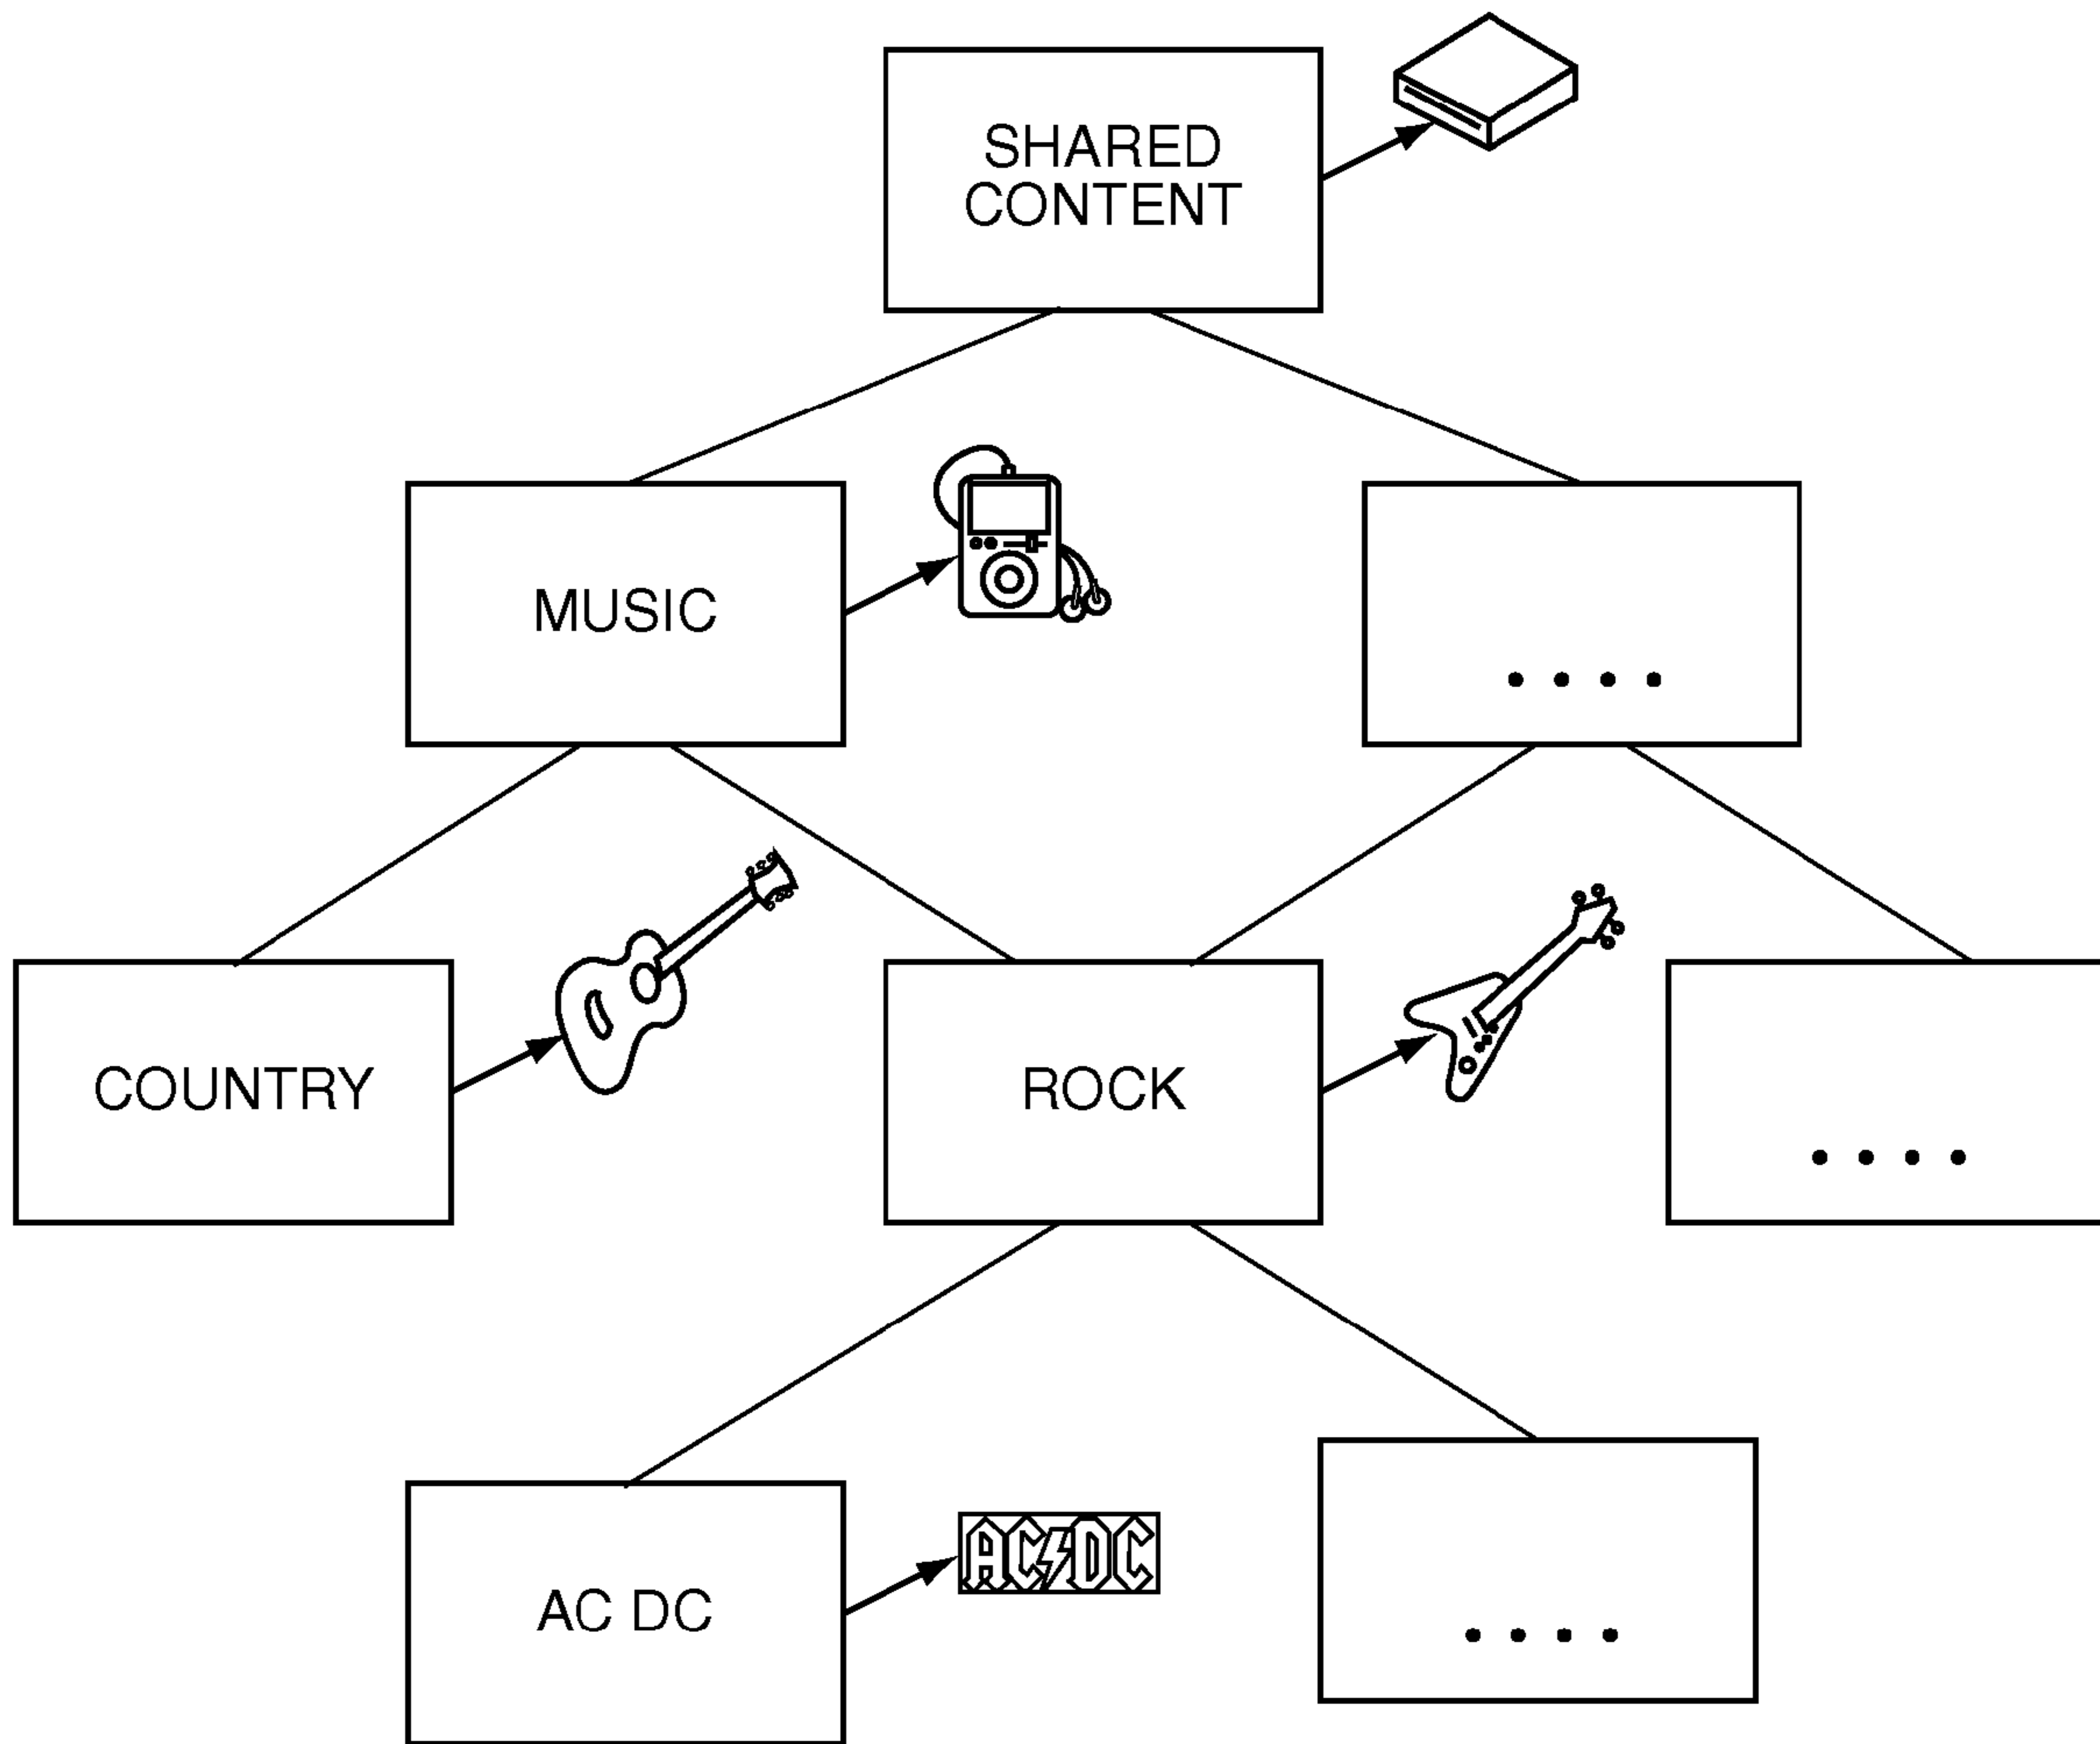 SHARED
CONTENT
MUSIC
. . . .
COUNTRY
ROCK
. . . .
AC DC
AC⚡DC
. . . .